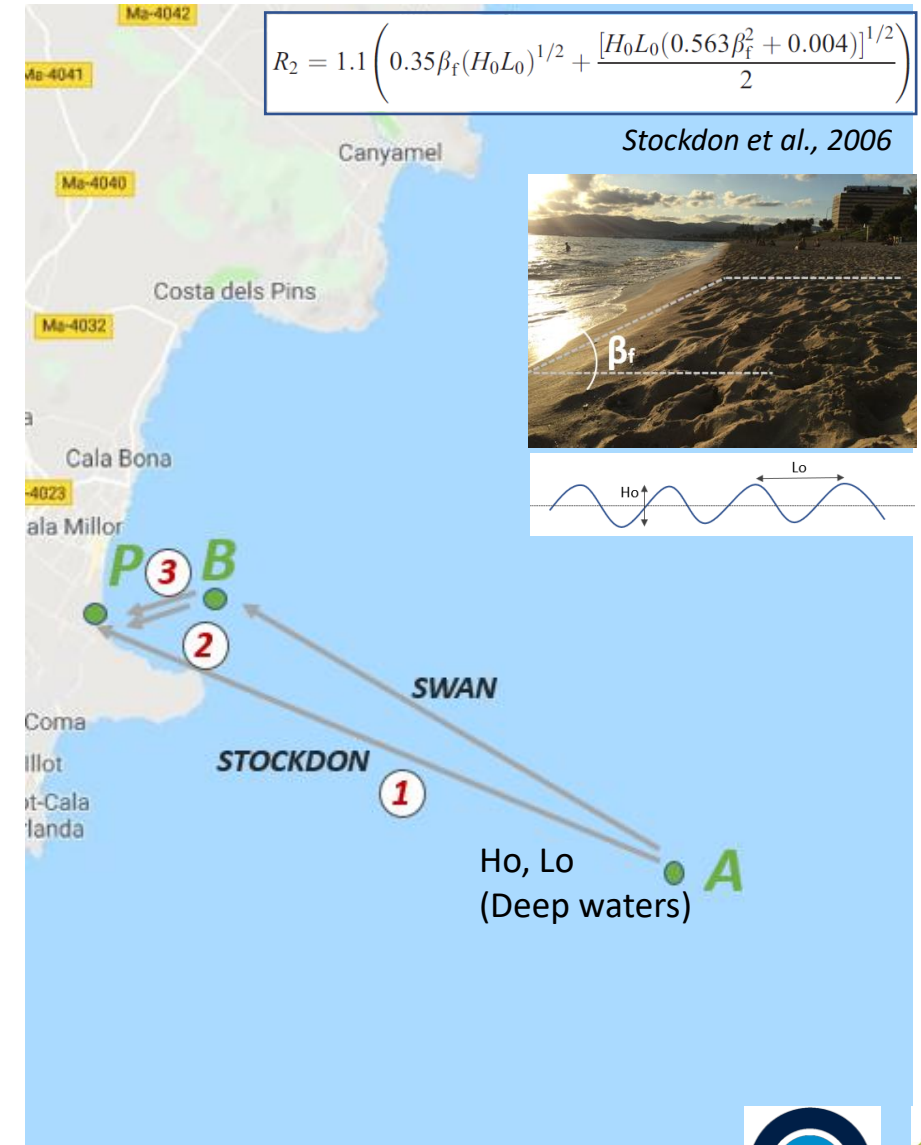 Ma-4042
R₂ = 1.1(0.35β_f(H₀L₀)^{1/2} + [H₀L₀(0.563β_f² + 0.004)]^{1/2} / 2)
Ma-4041
Stockdon et al., 2006
Canyamel
Ma-4040
Costa dels Pins
Ma-4032
βf
Cala Bona
Lo
Ho
-4023
ala Millor
P 3 B
2
SWAN
Coma
STOCKDON
Illot
1
ot-Cala
landa
Ho, Lo
A
(Deep waters)